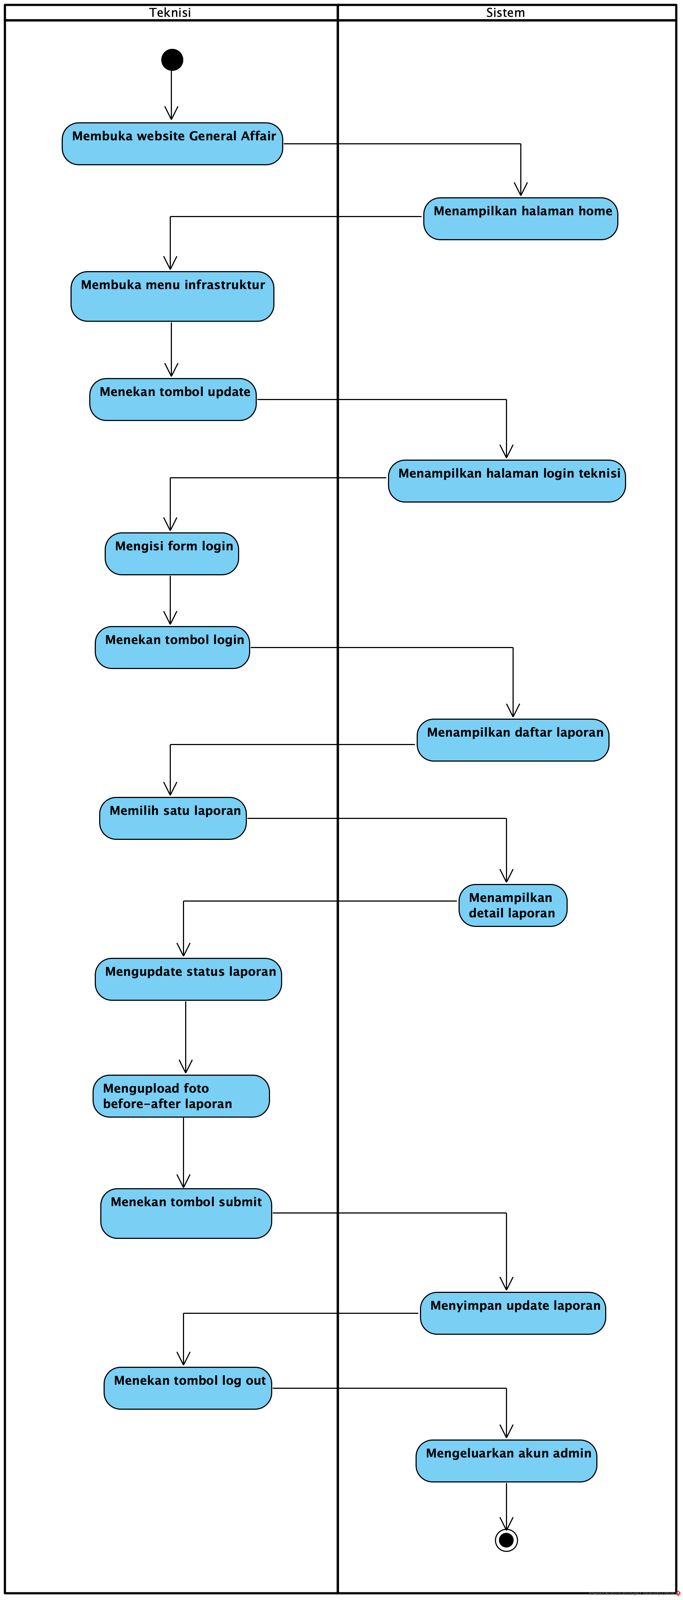 Teknisi
Sistem
Membuka website General Affair
Menampilkan halaman home
Membuka menu infrastruktur
Menekan tombol update
Menampilkan halaman login teknisi
Mengisi form login
Menekan tombol login
Menampilkan daftar laporan
Memilih satu laporan
Menampilkan
detail laporan
Mengupdate status laporan
Mengupload foto
before-after laporan
Menekan tombol submit
Menyimpan update laporan
Menekan tombol log out
Mengeluarkan akun admin